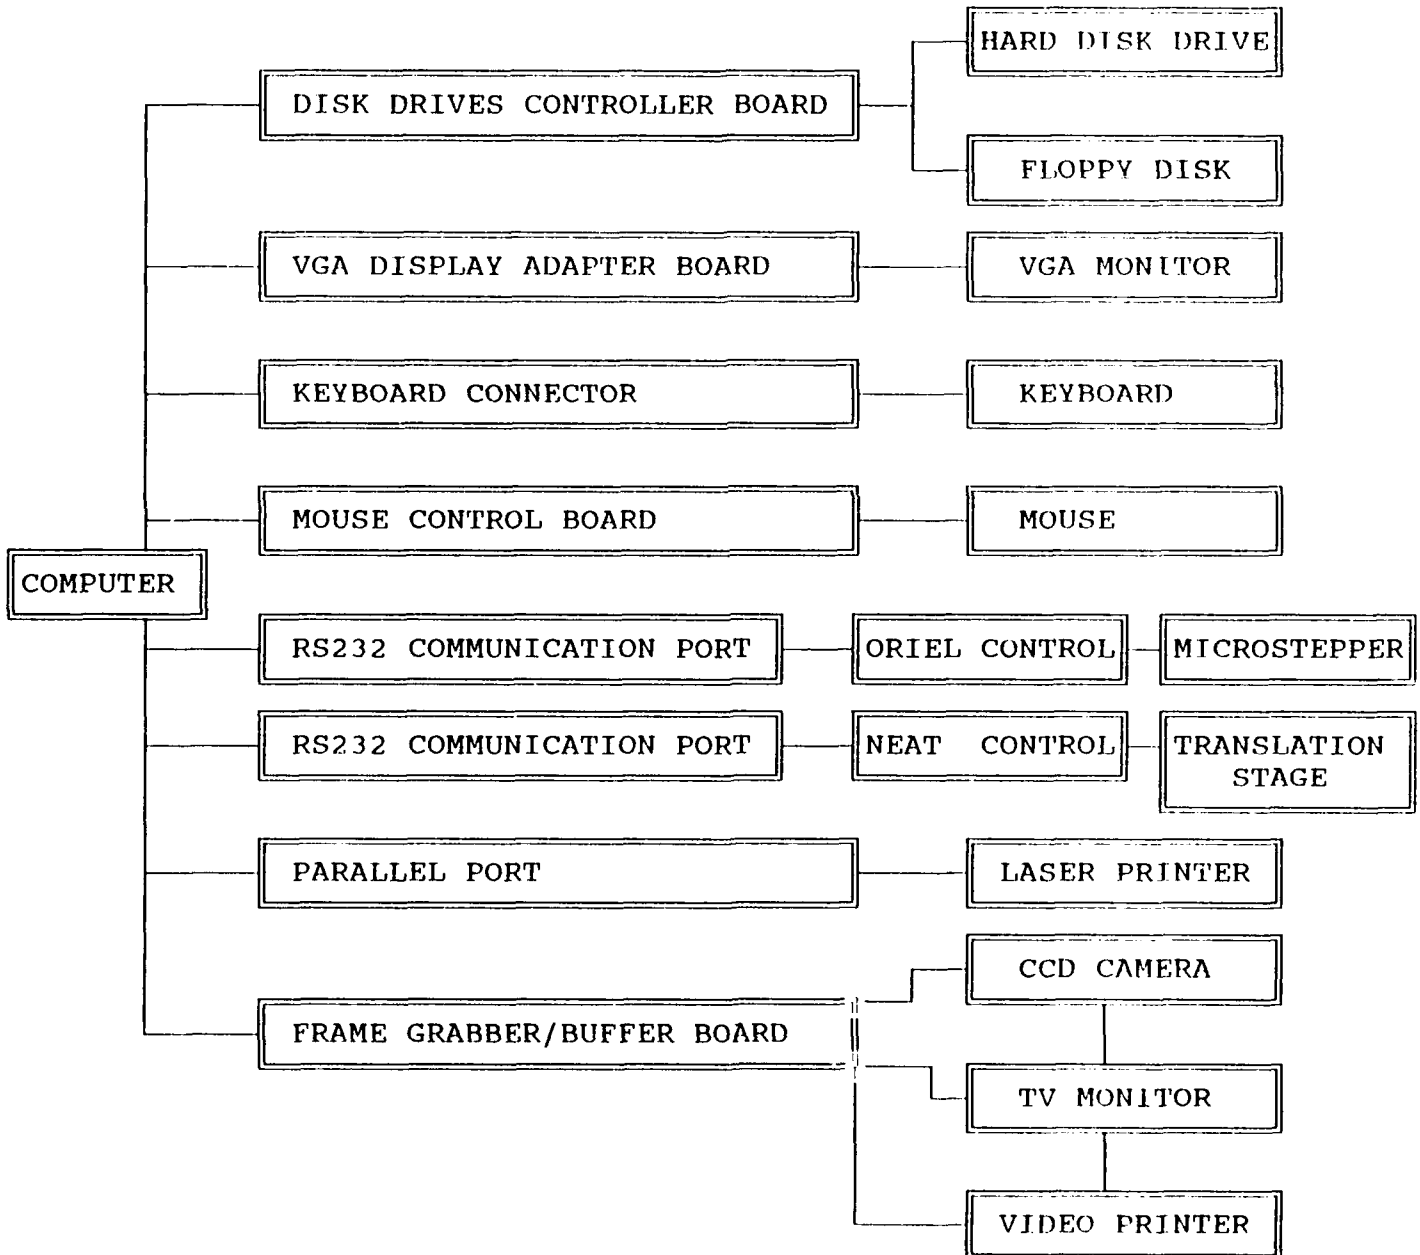 HARD DISK DRIVE
DISK DRIVES CONTROLLER BOARD
FLOPPY DISK
VGA DISPLAY ADAPTER BOARD
VGA MONITOR
KEYBOARD CONNECTOR
KEYBOARD
MOUSE CONTROL BOARD
MOUSE
COMPUTER
RS232 COMMUNICATION PORT
ORIEL CONTROL
MICROSTEPPER
RS232 COMMUNICATION PORT
NEAT CONTROL
TRANSLATION
STAGE
PARALLEL PORT
LASER PRINTER
CCD CAMERA
FRAME GRABBER/BUFFER BOARD
TV MONITOR
VIDEO PRINTER